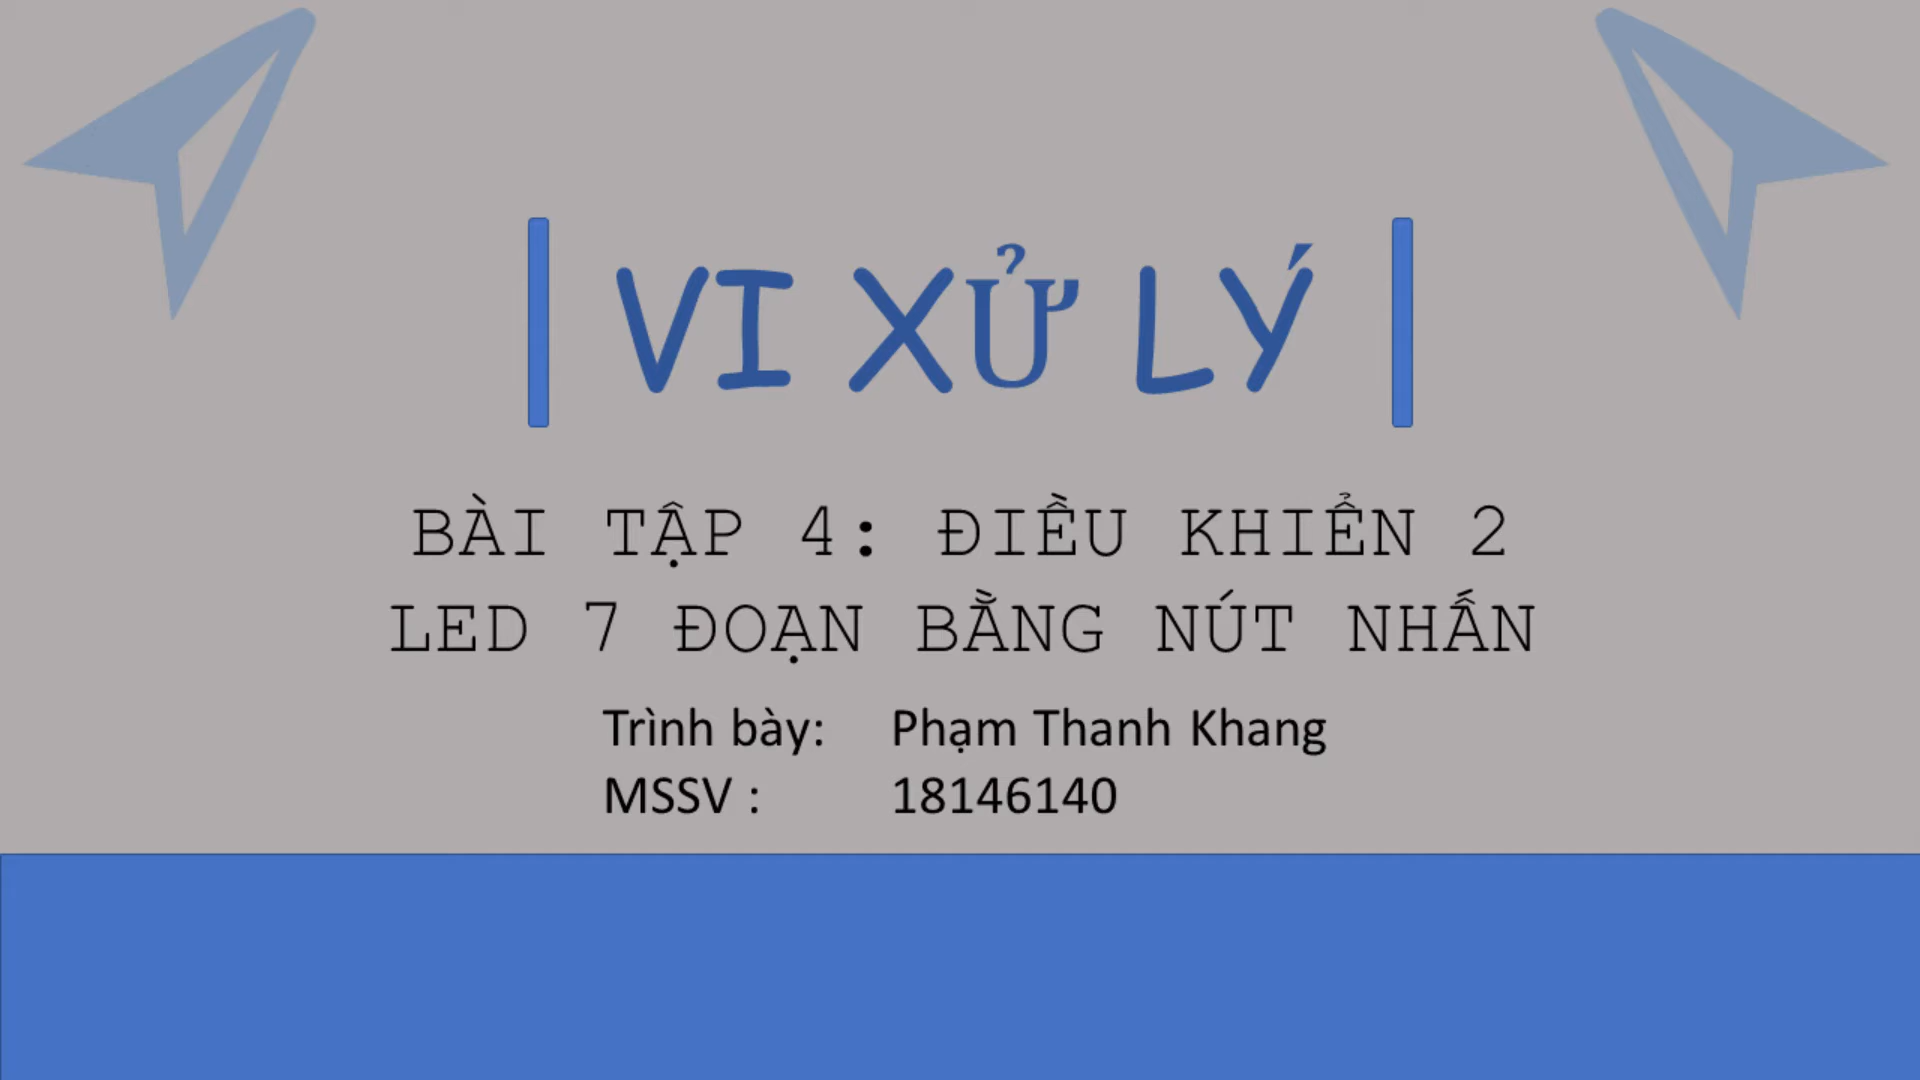 VI XỬ LÝ
BÀI TẬP 4: ĐIỀU KHIỂN 2
LED 7 ĐOẠN BẰNG NÚT NHẤN
Trình bày: Phạm Thanh Khang
MSSV : 18146140